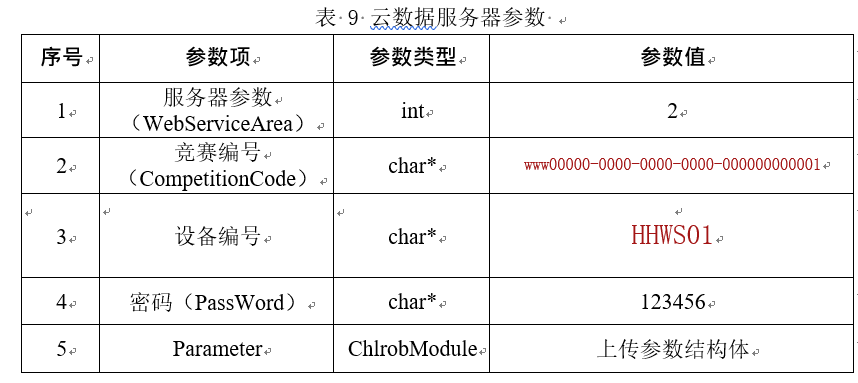 表 9 云数据服务器参数
序号 参数项 参数类型 参数值
1 服务器参数（WebServiceArea） int 2
2 竞赛编号（CompetitionCode） char* www00000-0000-0000-0000-000000000001
3 设备编号 char* HHWS01
4 密码（PassWord） char* 123456
5 Parameter ChlrobModule 上传参数结构体